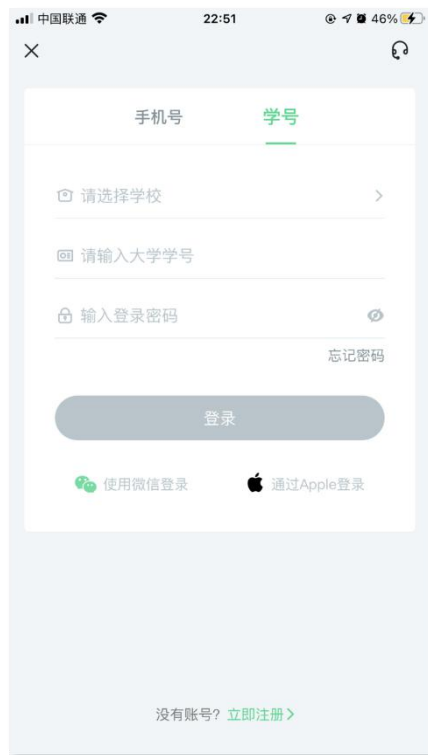 中国联通 22:51 46%
手机号 学号
请选择学校
请输入大学学号
输入登录密码
忘记密码
登录
使用微信登录 通过Apple登录
没有账号? 立即注册